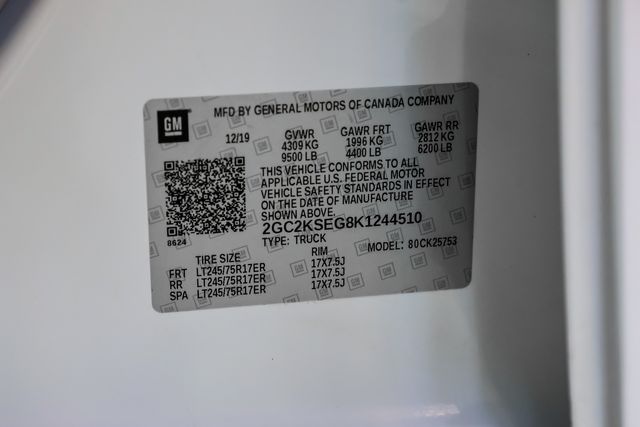 GM
MFD BY GENERAL MOTORS OF CANADA COMPANY
12/19 GVWR GAWR FRT GAWR RR
4309 KG 1996 KG 2812 KG
9500 LB 4400 LB 6200 LB
THIS VEHICLE CONFORMS TO ALL
APPLICABLE U.S. FEDERAL MOTOR
VEHICLE SAFETY STANDARDS IN EFFECT
ON THE DATE OF MANUFACTURE
SHOWN ABOVE.
2GC2KSEG8K1244510
8624
TYPE: TRUCK MODEL: 80CK25753
TIRE SIZE RIM
FRT LT245/75R17ER 17X7.5J
RR LT245/75R17ER 17X7.5J
SPA LT245/75R17ER 17X7.5J